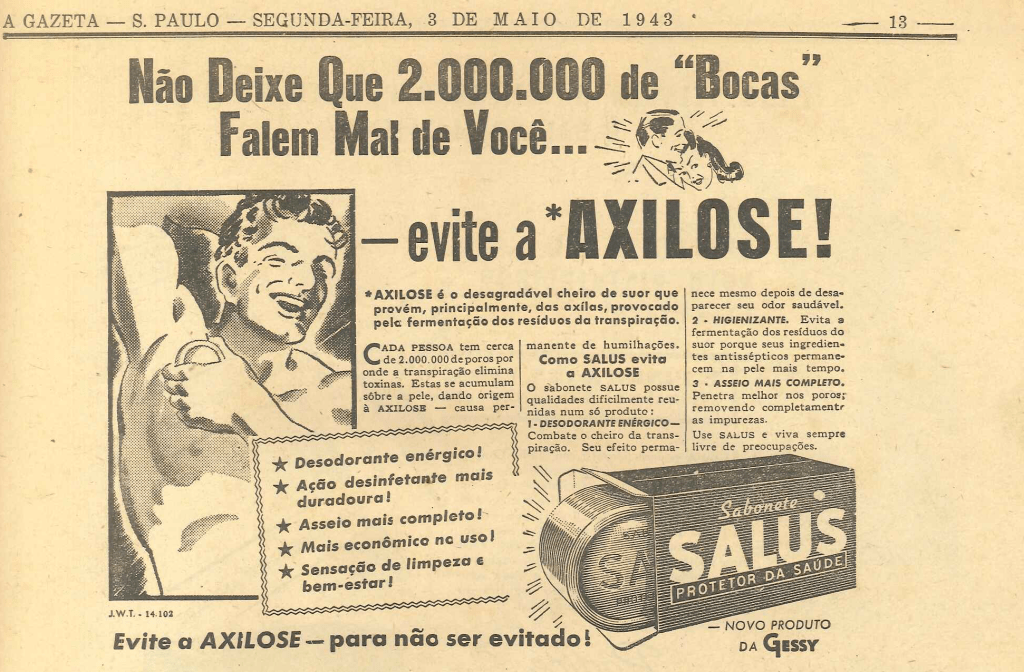 A GAZETA — S. PAULO — SEGUNDA-FEIRA, 3 DE MAIO DE 1943 — 13 —
Não Deixe Que 2.000.000 de “Bocas”
Falem Mal de Você...
— evite a *AXILOSE!
*AXILOSE é o desagradável cheiro de suor que
provém, principalmente, das axilas, provocado
pela fermentação dos resíduos da transpiração.
CADA PESSOA tem cerca
de 2.000.000 de poros por
onde a transpiração elimina
toxinas. Estas se acumulam
sôbre a pele, dando origem
à AXILOSE — causa per-
manente de humilhações.
Como SALUS evita
a AXILOSE
O sabonete SALUS possue
qualidades dificilmente reu-
nidas num só produto:
1 - DESODORANTE ENÉRGICO —
Combate o cheiro da trans-
piração. Seu efeito perma-
nece mesmo depois de desa-
parecer seu odor saudável.
2 - HIGIENIZANTE. Evita a
fermentação dos resíduos do
suor porque seus ingredien-
tes antissépticos permane-
cem na pele mais tempo.
3 - ASSEIO MAIS COMPLETO.
Penetra melhor nos poros,
removendo completamente
as impurezas.
Use SALUS e viva sempre
livre de preocupações.
★ Desodorante enérgico!
★ Ação desinfetante mais
duradoura!
★ Asseio mais completo!
★ Mais econômico no uso!
★ Sensação de limpeza e
bem-estar!
Sabonete
SALUS
PROTETOR DA SAÚDE
SA
J.W.T. - 14.102
Evite a AXILOSE — para não ser evitado!
— NOVO PRODUTO
DA GESSY